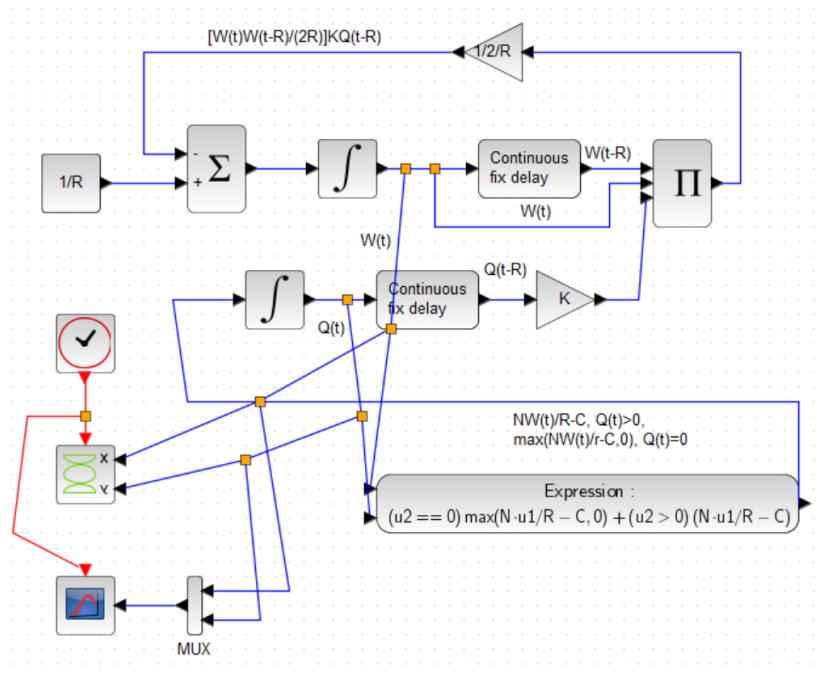 [W(t)W(t-R)/(2R)]KQ(t-R)
1/2/R
1/R
-
+
Σ
∫
Continuous
fix delay
W(t-R)
W(t)
Π
W(t)
∫
Q(t)
Continuous
fix delay
Q(t-R)
K
NW(t)/R-C, Q(t)>0,
max(NW(t)/r-C,0), Q(t)=0
X
Y
Expression :
(u2 == 0) max(N·u1/R − C, 0) + (u2 > 0) (N·u1/R − C)
MUX